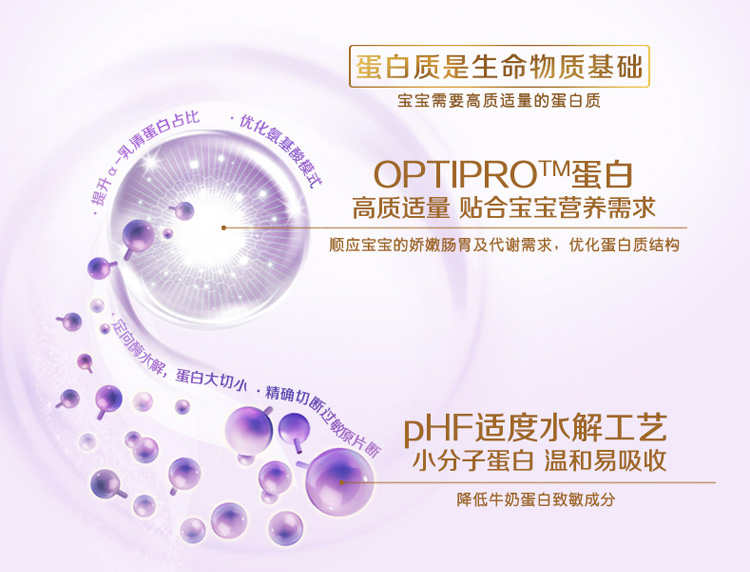 蛋白质是生命物质基础
宝宝需要高质适量的蛋白质
·提升α-乳清蛋白占比
·优化氨基酸模式
OPTIPRO™蛋白
高质适量 贴合宝宝营养需求
顺应宝宝的娇嫩肠胃及代谢需求，优化蛋白质结构
·定向酶水解，蛋白大切小
·精确切断过敏原片断
pHF适度水解工艺
小分子蛋白 温和易吸收
降低牛奶蛋白致敏成分